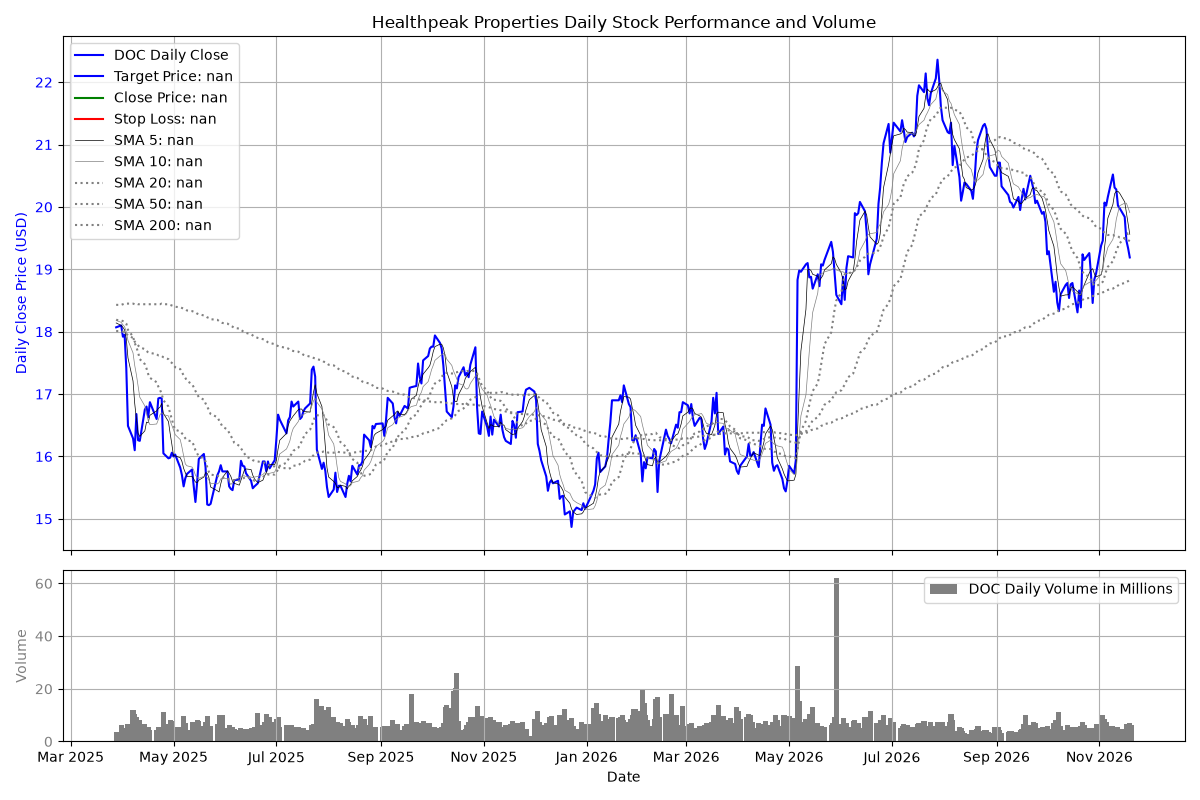 Healthpeak Properties Daily Stock Performance and Volume
DOC Daily Close
Target Price: nan
Close Price: nan
Stop Loss: nan
SMA 5: nan
SMA 10: nan
SMA 20: nan
SMA 50: nan
SMA 200: nan
Daily Close Price (USD)
22
21
20
19
18
17
16
15
DOC Daily Volume in Millions
Volume
60
40
20
0
Mar 2025 May 2025 Jul 2025 Sep 2025 Nov 2025 Jan 2026 Mar 2026 May 2026 Jul 2026 Sep 2026 Nov 2026
Date